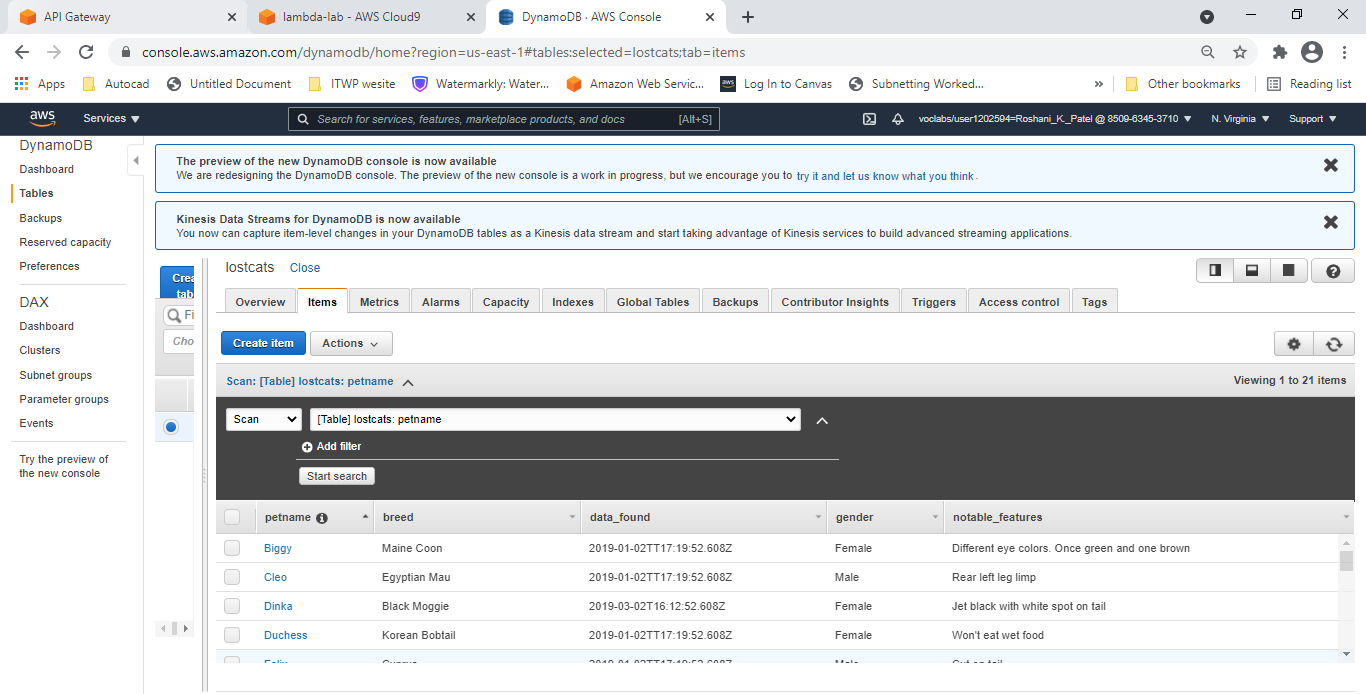 API Gateway
lambda-lab - AWS Cloud9
DynamoDB · AWS Console
console.aws.amazon.com/dynamodb/home?region=us-east-1#tables:selected=lostcats;tab=items
Apps Autocad Untitled Document ITWP wesite Watermarkly: Water... Amazon Web Servic... Log In to Canvas Subnetting Worked... » Other bookmarks Reading list
aws Services Search for services, features, marketplace products, and docs [Alt+S] voclabs/user1202594=Roshani_K._Patel @ 8509-6345-3710 N. Virginia Support
DynamoDB
Dashboard
Tables
Backups
Reserved capacity
Preferences
DAX
Dashboard
Clusters
Subnet groups
Parameter groups
Events
Try the preview of
the new console
The preview of the new DynamoDB console is now available
We are redesigning the DynamoDB console. The preview of the new console is a work in progress, but we encourage you to try it and let us know what you think.
Kinesis Data Streams for DynamoDB is now available
You now can capture item-level changes in your DynamoDB tables as a Kinesis data stream and start taking advantage of Kinesis services to build advanced streaming applications.
Crea
tab
Fi
Cho
lostcats Close
Overview Items Metrics Alarms Capacity Indexes Global Tables Backups Contributor Insights Triggers Access control Tags
Create item Actions
Scan: [Table] lostcats: petname Viewing 1 to 21 items
Scan [Table] lostcats: petname
Add filter
Start search
petname breed data_found gender notable_features
Biggy Maine Coon 2019-01-02TT17:19:52.608Z Female Different eye colors. Once green and one brown
Cleo Egyptian Mau 2019-01-02TT17:19:52.608Z Male Rear left leg limp
Dinka Black Moggie 2019-03-02T16:12:52.608Z Female Jet black with white spot on tail
Duchess Korean Bobtail 2019-01-02TT17:19:52.608Z Female Won't eat wet food